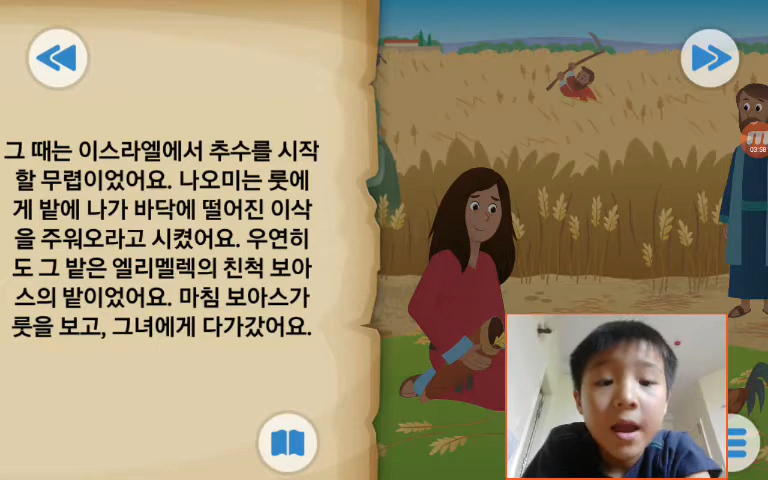 그 때는 이스라엘에서 추수를 시작
할 무렵이었어요. 나오미는 룻에
게 밭에 나가 바닥에 떨어진 이삭
을 주워오라고 시켰어요. 우연히
도 그 밭은 엘리멜렉의 친척 보아
스의 밭이었어요. 마침 보아스가
룻을 보고, 그녀에게 다가갔어요.
03:58